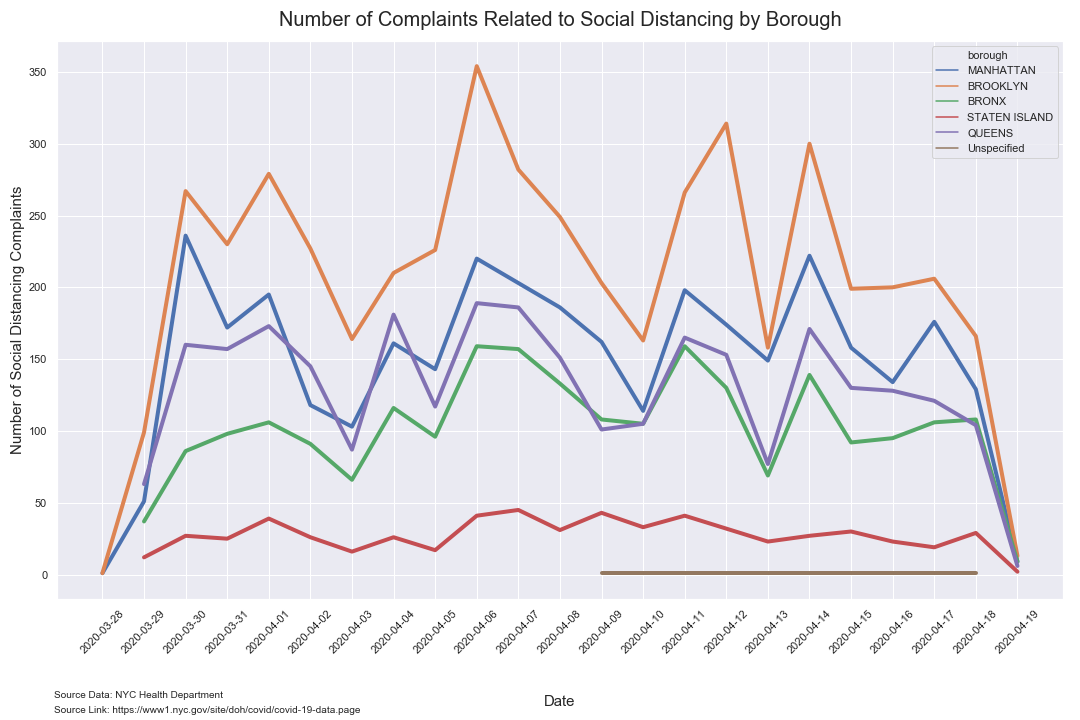 Number of Complaints Related to Social Distancing by Borough
borough
MANHATTAN
BROOKLYN
BRONX
STATEN ISLAND
QUEENS
Unspecified
Number of Social Distancing Complaints
350
300
250
200
150
100
50
0
2020-03-28
2020-03-29
2020-03-30
2020-03-31
2020-04-01
2020-04-02
2020-04-03
2020-04-04
2020-04-05
2020-04-06
2020-04-07
2020-04-08
2020-04-09
2020-04-10
2020-04-11
2020-04-12
2020-04-13
2020-04-14
2020-04-15
2020-04-16
2020-04-17
2020-04-18
2020-04-19
Date
Source Data: NYC Health Department
Source Link: https://www1.nyc.gov/site/doh/covid/covid-19-data.page